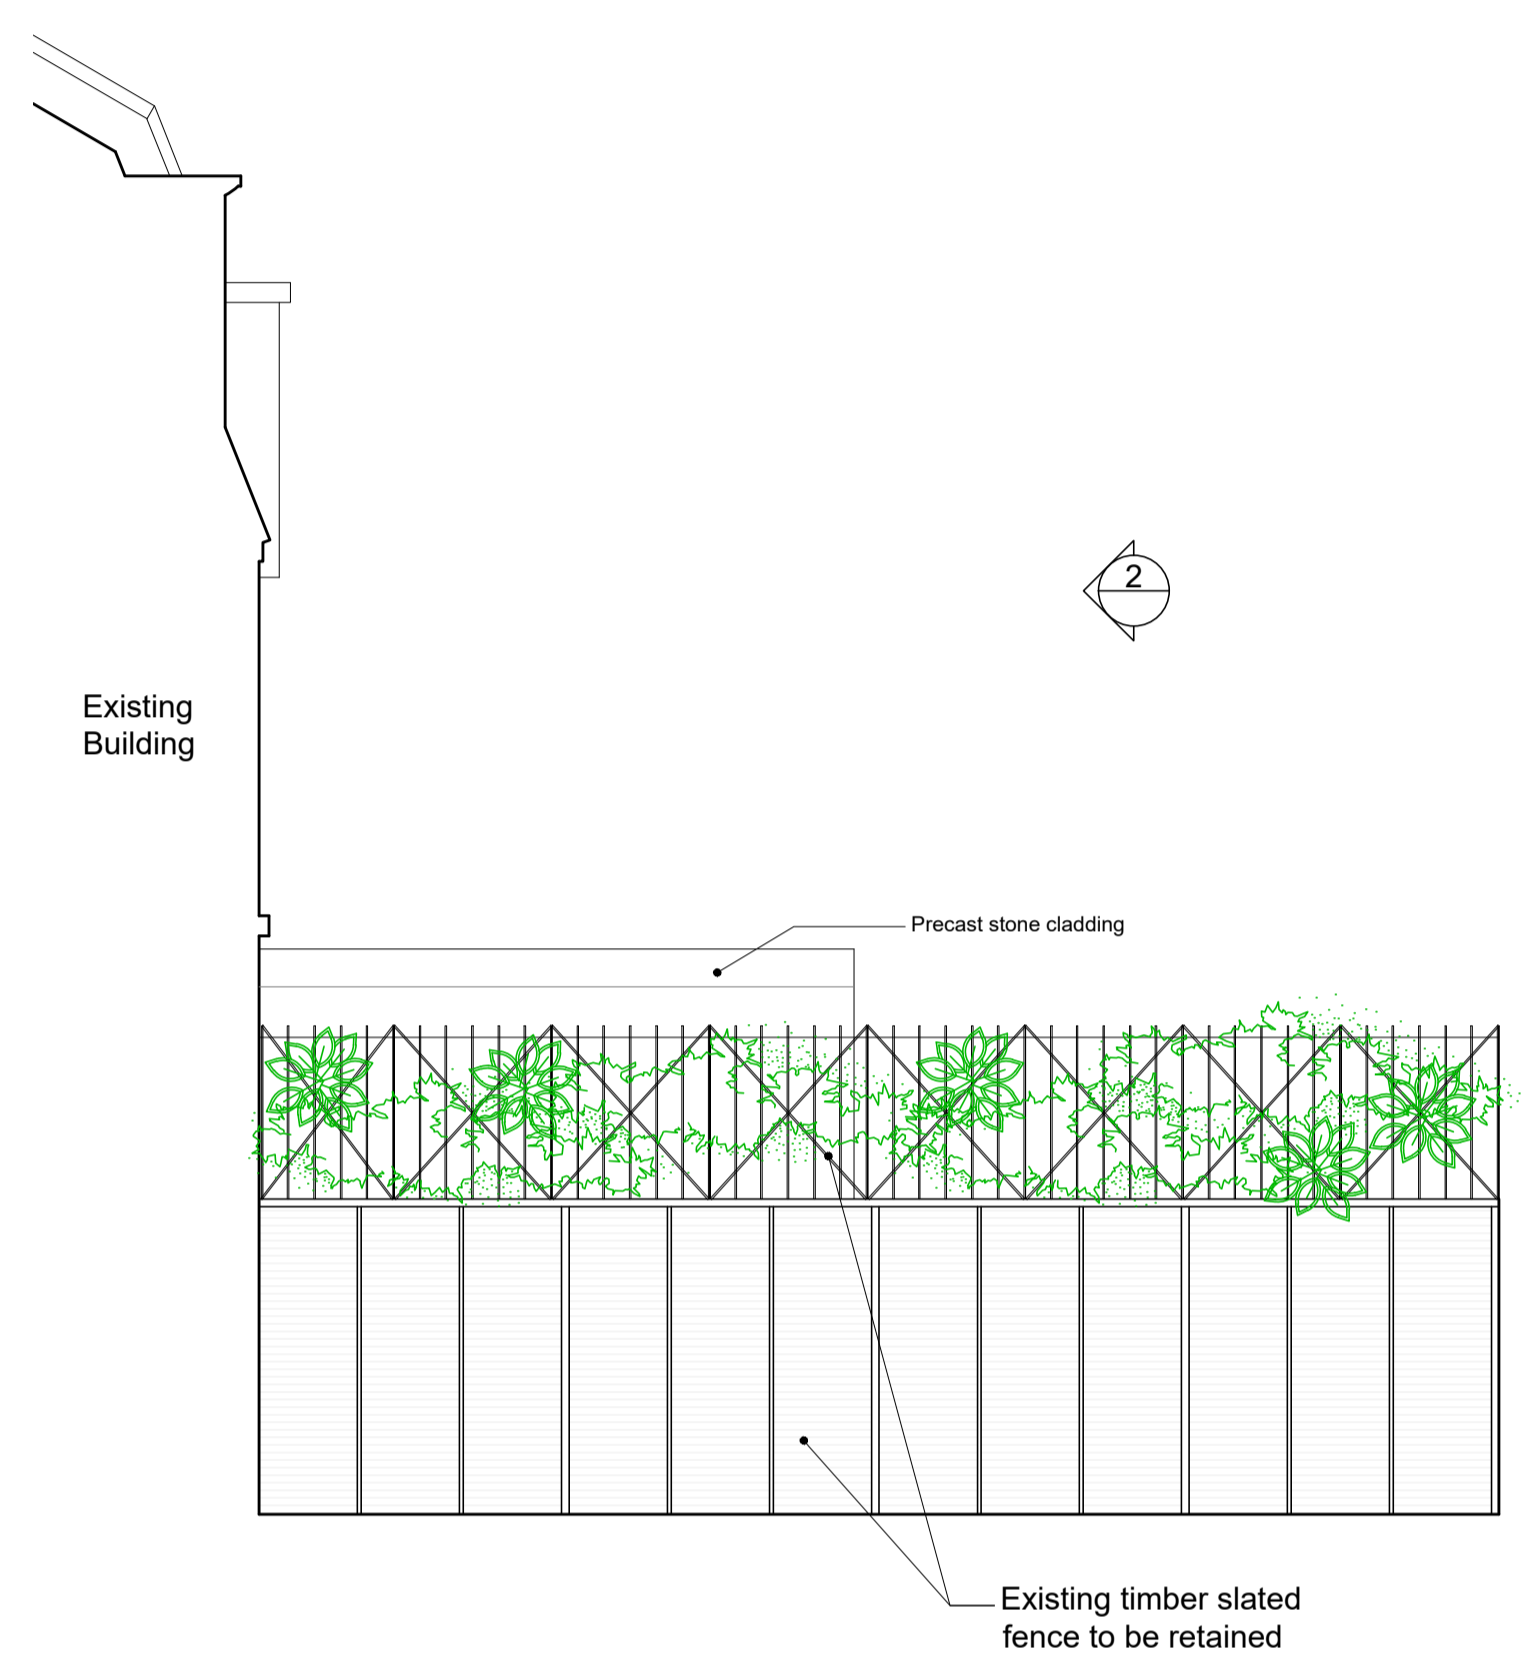 2
Existing
Building
Precast stone cladding
Existing timber slated
fence to be retained